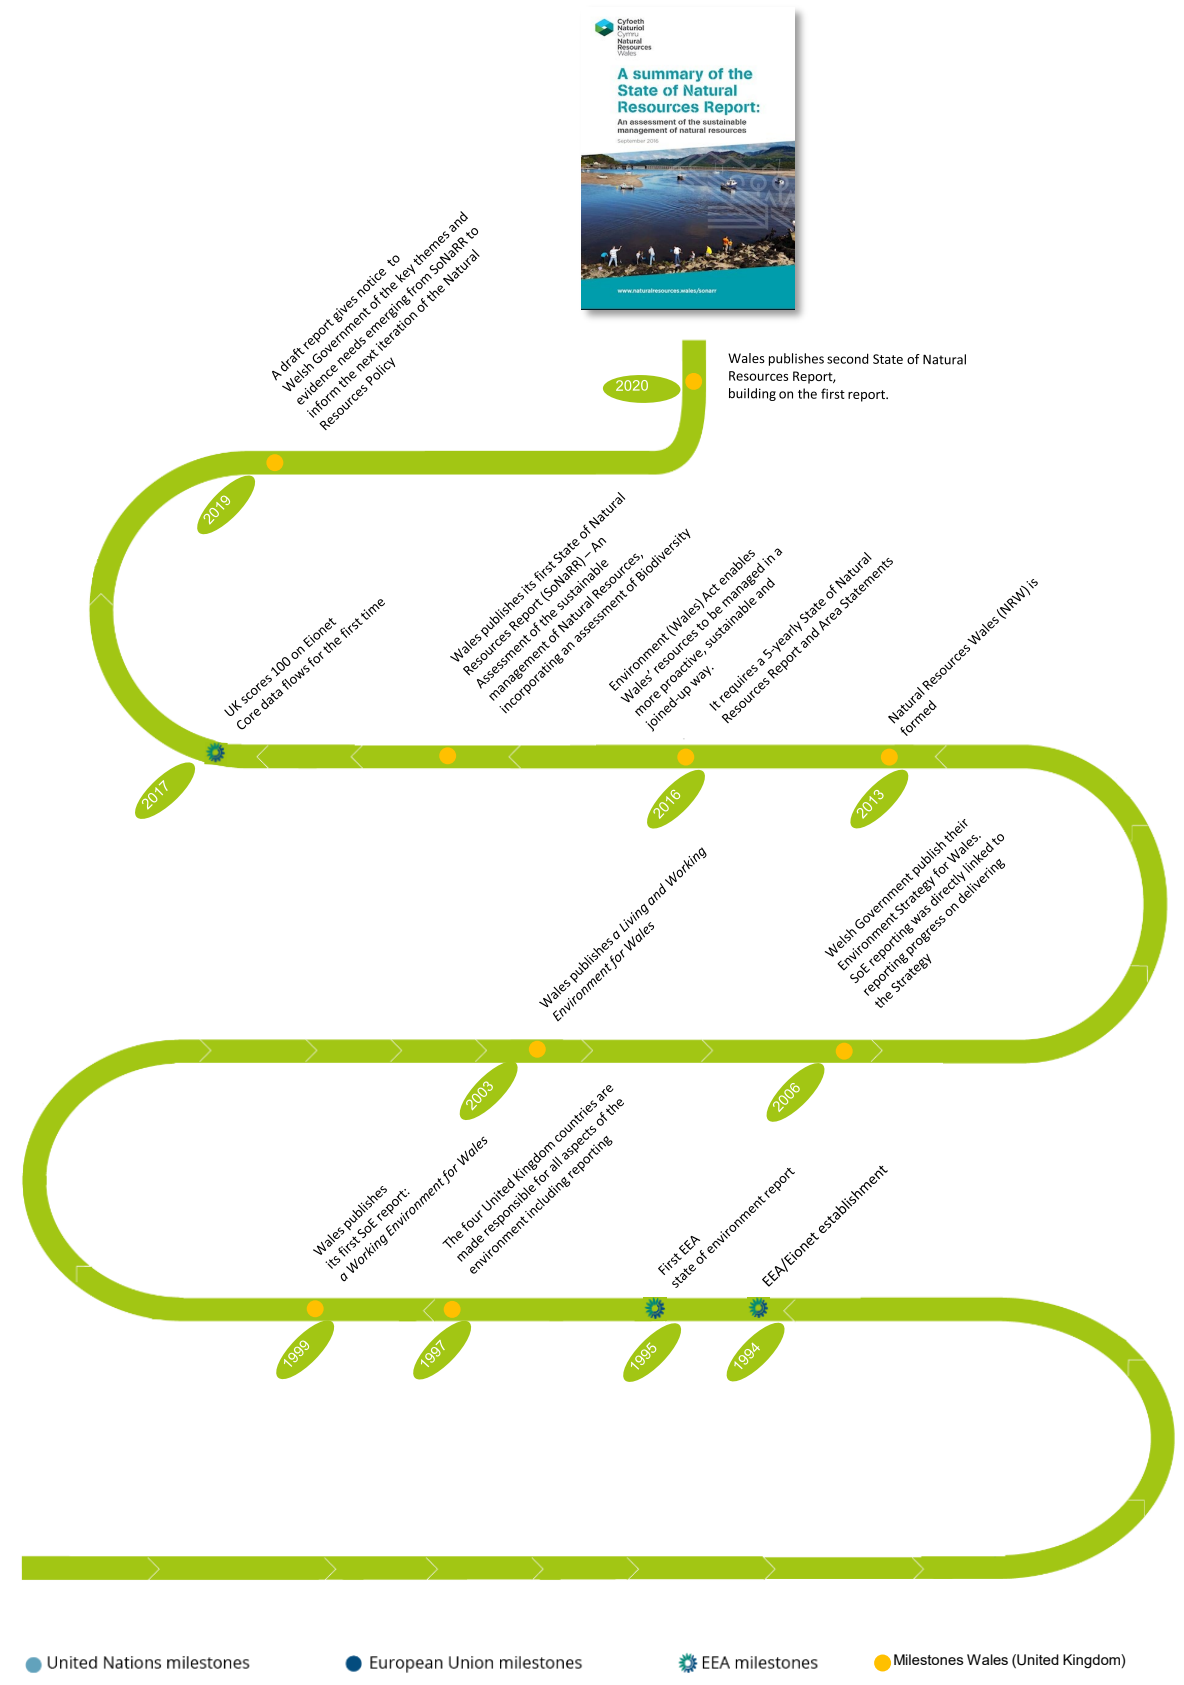 Cyfoeth
Naturiol
Cymru
Natural
Resources
Wales
A summary of the
State of Natural
Resources Report:
An assessment of the sustainable
management of natural resources
September 2016
www.naturalresources.wales/sonarr
Wales publishes second State of Natural
Resources Report,
building on the first report.
2020
A draft report gives notice to
Welsh Government of the key themes and
evidence needs emerging from SoNaRR to
inform the next iteration of the Natural
Resources Policy
2019
UK scores 100 on Eionet
Core data flows for the first time
2017
Wales publishes its first State of Natural
Resources Report (SoNaRR) – An
Assessment of the sustainable
management of Natural Resources,
incorporating an assessment of Biodiversity
Environment (Wales) Act enables
Wales' resources to be managed in a
more proactive, sustainable and
joined-up way.
It requires a 5-yearly State of Natural
Resources Report and Area Statements
2016
Natural Resources Wales (NRW) is
formed
2013
Wales publishes a Living and Working
Environment for Wales
2003
Welsh Government publish their
Environment Strategy for Wales.
SoE reporting was directly linked to
reporting progress on delivering
the Strategy
2006
Wales publishes
its first SoE report:
a Working Environment for Wales
1999
The four United Kingdom countries are
made responsible for all aspects of the
environment including reporting
1997
First EEA
state of environment report
1995
EEA/Eionet establishment
1994
United Nations milestones
European Union milestones
EEA milestones
Milestones Wales (United Kingdom)